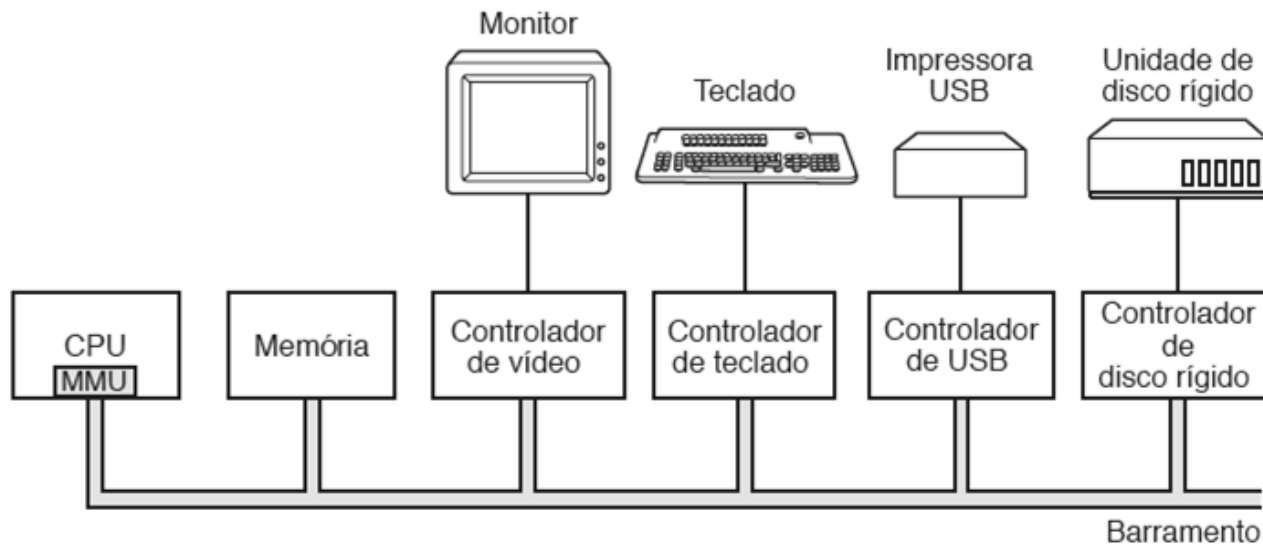 Monitor
Teclado
Impressora
USB
Unidade de
disco rígido
CPU
MMU
Memória
Controlador
de vídeo
Controlador
de teclado
Controlador
de USB
Controlador
de
disco rígido
Barramento